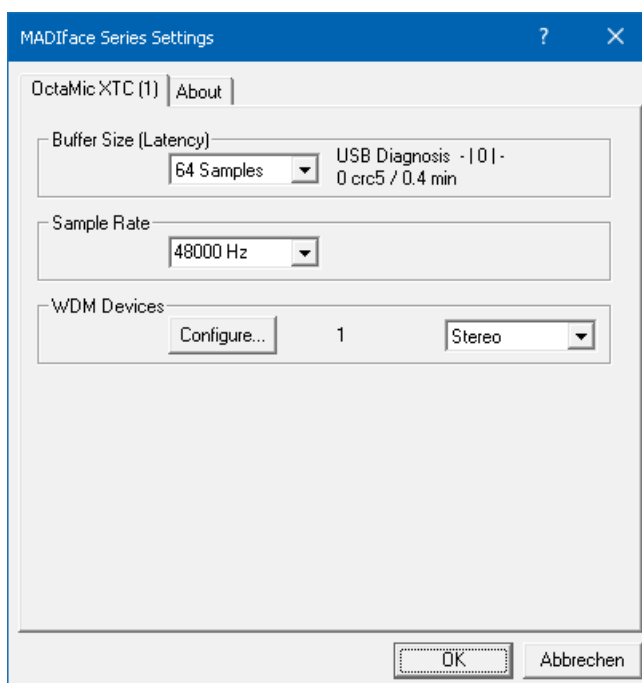 MADIface Series Settings ? ×
OctaMic XTC (1) About
Buffer Size (Latency)
64 Samples USB Diagnosis - | 0 | -
0 crc5 / 0.4 min
Sample Rate
48000 Hz
WDM Devices
Configure... 1 Stereo
OK Abbrechen